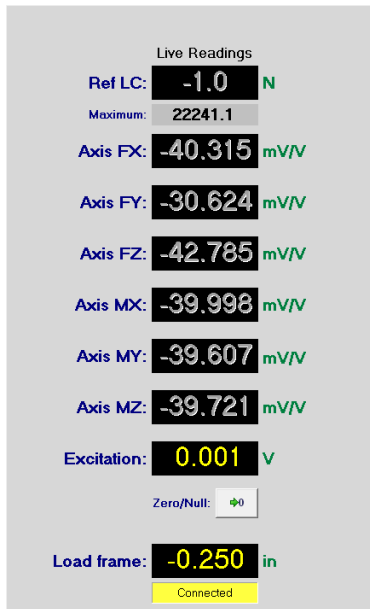 Live Readings
Ref LC: -1.0 N
Maximum: 22241.1
Axis FX: -40.315 mV/V
Axis FY: -30.624 mV/V
Axis FZ: -42.785 mV/V
Axis MX: -39.998 mV/V
Axis MY: -39.607 mV/V
Axis MZ: -39.721 mV/V
Excitation: 0.001 V
Zero/Null: 0
Load frame: -0.250 in
Connected